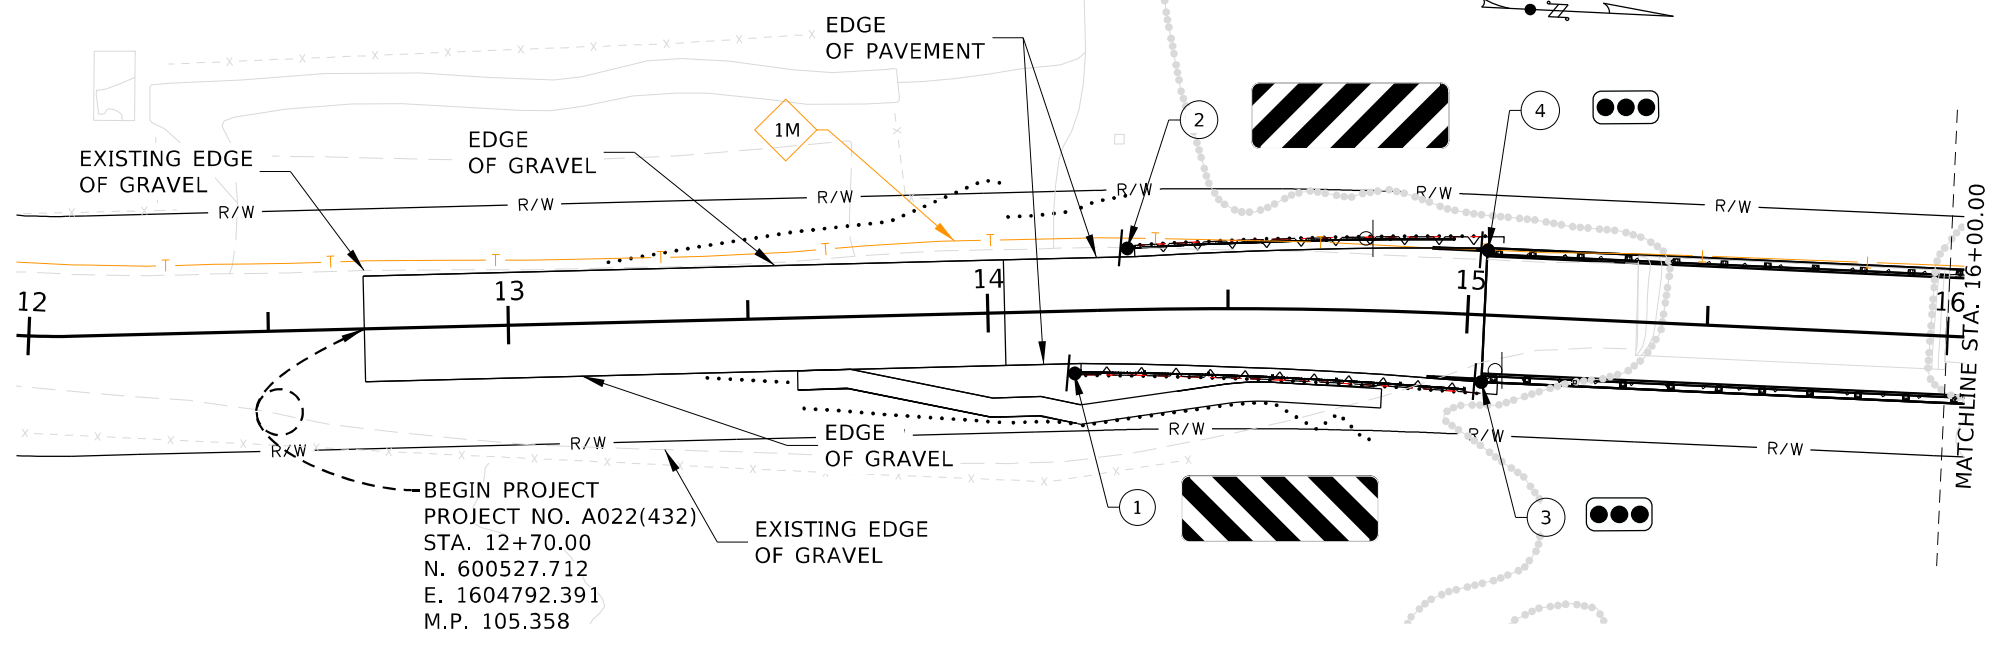 EDGE
OF PAVEMENT
2
4
1M
EDGE
OF GRAVEL
EXISTING EDGE
OF GRAVEL
R/W R/W R/W R/W R/W R/W
T T T T T T T T T T T
12 13 14 15 16
MATCHLINE STA. 16+00.00
R/W R/W R/W R/W R/W
EDGE
OF GRAVEL
BEGIN PROJECT
PROJECT NO. A022(432)
STA. 12+70.00
N. 600527.712
E. 1604792.391
M.P. 105.358
EXISTING EDGE
OF GRAVEL
1
3